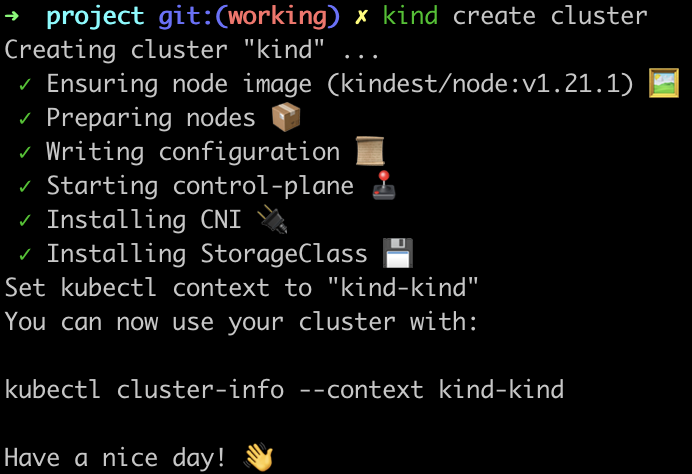 ➜  project git:(working) ✗ kind create cluster
Creating cluster "kind" ...
 ✓ Ensuring node image (kindest/node:v1.21.1) 🖼
 ✓ Preparing nodes 📦
 ✓ Writing configuration 📜
 ✓ Starting control-plane 🕹
 ✓ Installing CNI 🔌
 ✓ Installing StorageClass 💾
Set kubectl context to "kind-kind"
You can now use your cluster with:

kubectl cluster-info --context kind-kind

Have a nice day! 👋